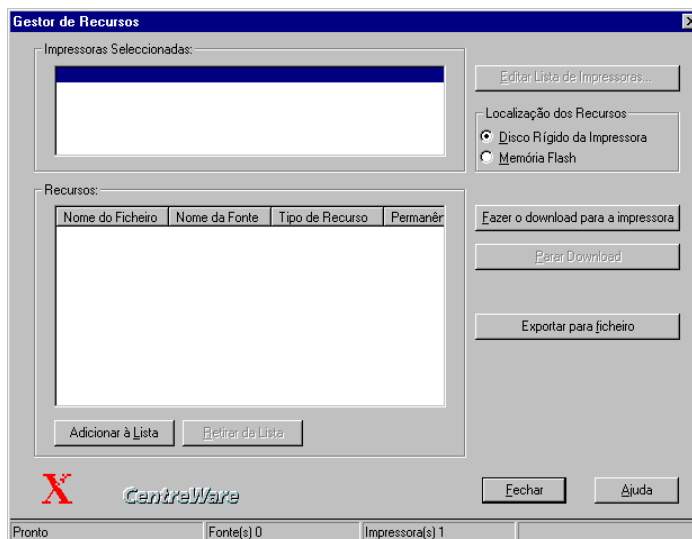 Gestor de Recursos
Impressoras Seleccionadas:
Editar Lista de Impressoras...
Localização dos Recursos
Disco Rígido da Impressora
Memória Flash
Recursos:
Nome do Ficheiro Nome da Fonte Tipo de Recurso Permanên
Fazer o download para a impressora
Parar Download
Exportar para ficheiro
Adicionar à Lista Retirar da Lista
X CentreWare Fechar Ajuda
Pronto Fonte(s) 0 Impressora(s) 1